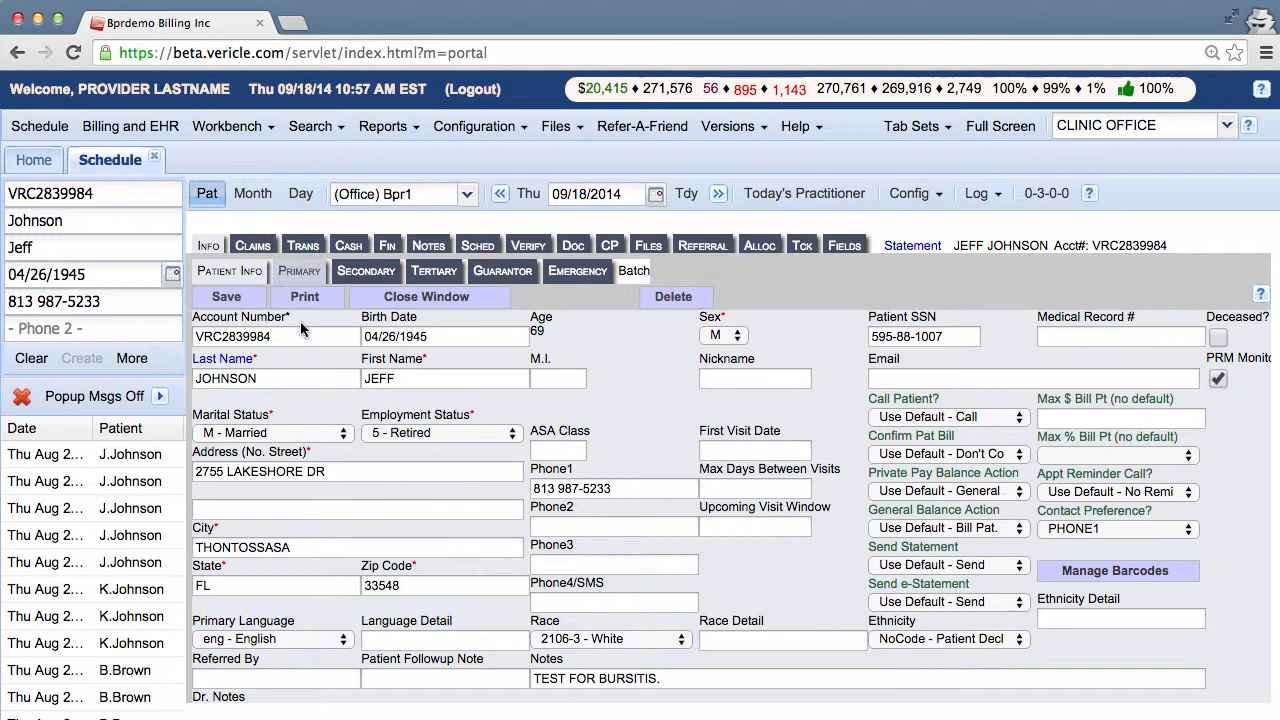 Bprdemo Billing Inc
https://beta.vericle.com/servlet/index.html?m=portal
Welcome, PROVIDER LASTNAME Thu 09/18/14 10:57 AM EST (Logout) $20,415 ♦ 271,576 56 ♦ 895 ♦ 1,143 270,761 ♦ 269,916 ♦ 2,749 100% ♦ 99% ♦ 1% 100% ?
Schedule Billing and EHR Workbench Search Reports Configuration Files Refer-A-Friend Versions Help Tab Sets Full Screen CLINIC OFFICE ?
Home Schedule
VRC2839984
Johnson
Jeff
04/26/1945
813 987-5233
- Phone 2 -
Clear Create More
Popup Msgs Off
Date Patient
Thu Aug 2... J.Johnson
Thu Aug 2... J.Johnson
Thu Aug 2... J.Johnson
Thu Aug 2... J.Johnson
Thu Aug 2... J.Johnson
Thu Aug 2... K.Johnson
Thu Aug 2... K.Johnson
Thu Aug 2... K.Johnson
Thu Aug 2... B.Brown
Thu Aug 2... B.Brown
Pat Month Day (Office) Bpr1 Thu 09/18/2014 Tdy Today's Practitioner Config Log 0-3-0-0 ?
INFO CLAIMS TRANS CASH FIN NOTES SCHED VERIFY DOC CP FILES REFERRAL ALLOC TCK FIELDS Statement JEFF JOHNSON Acct#: VRC2839984
PATIENT INFO PRIMARY SECONDARY TERTIARY GUARANTOR EMERGENCY Batch
Save Print Close Window Delete ?
Account Number* Birth Date Age Sex* Patient SSN Medical Record # Deceased?
VRC2839984 04/26/1945 69 M 595-88-1007
Last Name* First Name* M.I. Nickname Email PRM Monito
JOHNSON JEFF
Marital Status* Employment Status* Call Patient? Max $ Bill Pt (no default)
M - Married 5 - Retired ASA Class First Visit Date Use Default - Call
Address (No. Street)* Confirm Pat Bill Max % Bill Pt (no default)
2755 LAKESHORE DR Phone1 Max Days Between Visits Use Default - Don't Co
813 987-5233 Private Pay Balance Action Appt Reminder Call?
Use Default - General Use Default - No Remi
Phone2 Upcoming Visit Window General Balance Action Contact Preference?
City* Use Default - Bill Pat. PHONE1
THONTOSSASA Phone3 Send Statement
State* Zip Code* Use Default - Send Manage Barcodes
FL 33548 Phone4/SMS Send e-Statement Ethnicity Detail
Use Default - Send
Primary Language Language Detail Race Race Detail Ethnicity
eng - English 2106-3 - White NoCode - Patient Decl
Referred By Patient Followup Note Notes
TEST FOR BURSITIS.
Dr. Notes